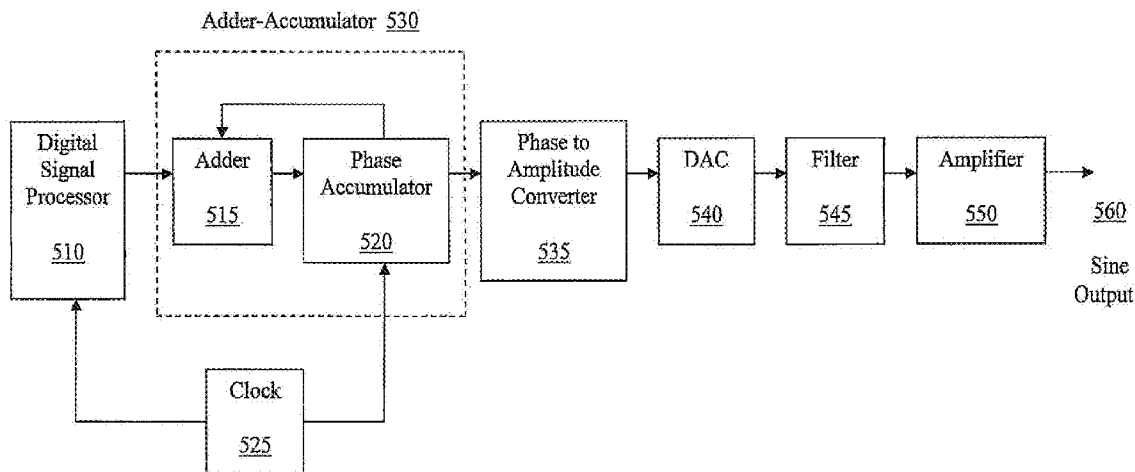 Adder-Accumulator 530
Digital
Signal
Processor
510
Adder
515
Phase
Accumulator
520
Phase to
Amplitude
Converter
535
DAC
540
Filter
545
Amplifier
550
560
Sine
Output
Clock
525